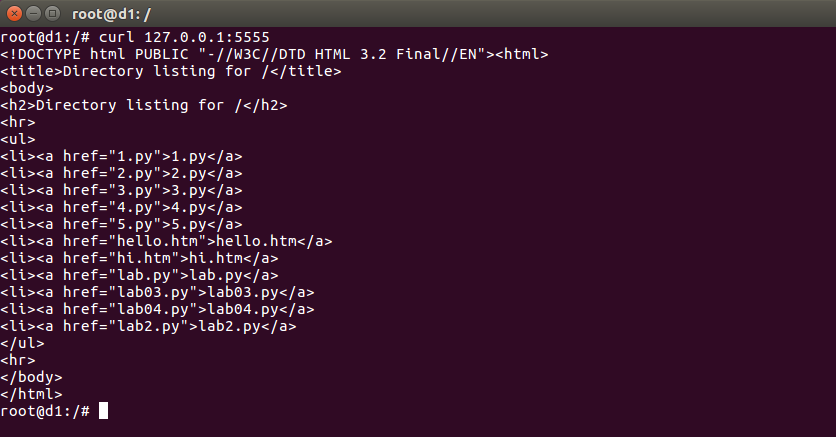 root@d1: /
root@d1:/# curl 127.0.0.1:5555
<!DOCTYPE html PUBLIC "-//W3C//DTD HTML 3.2 Final//EN"><html>
<title>Directory listing for /</title>
<body>
<h2>Directory listing for /</h2>
<hr>
<ul>
<li><a href="1.py">1.py</a>
<li><a href="2.py">2.py</a>
<li><a href="3.py">3.py</a>
<li><a href="4.py">4.py</a>
<li><a href="5.py">5.py</a>
<li><a href="hello.htm">hello.htm</a>
<li><a href="hi.htm">hi.htm</a>
<li><a href="lab.py">lab.py</a>
<li><a href="lab03.py">lab03.py</a>
<li><a href="lab04.py">lab04.py</a>
<li><a href="lab2.py">lab2.py</a>
</ul>
<hr>
</body>
</html>
root@d1:/#